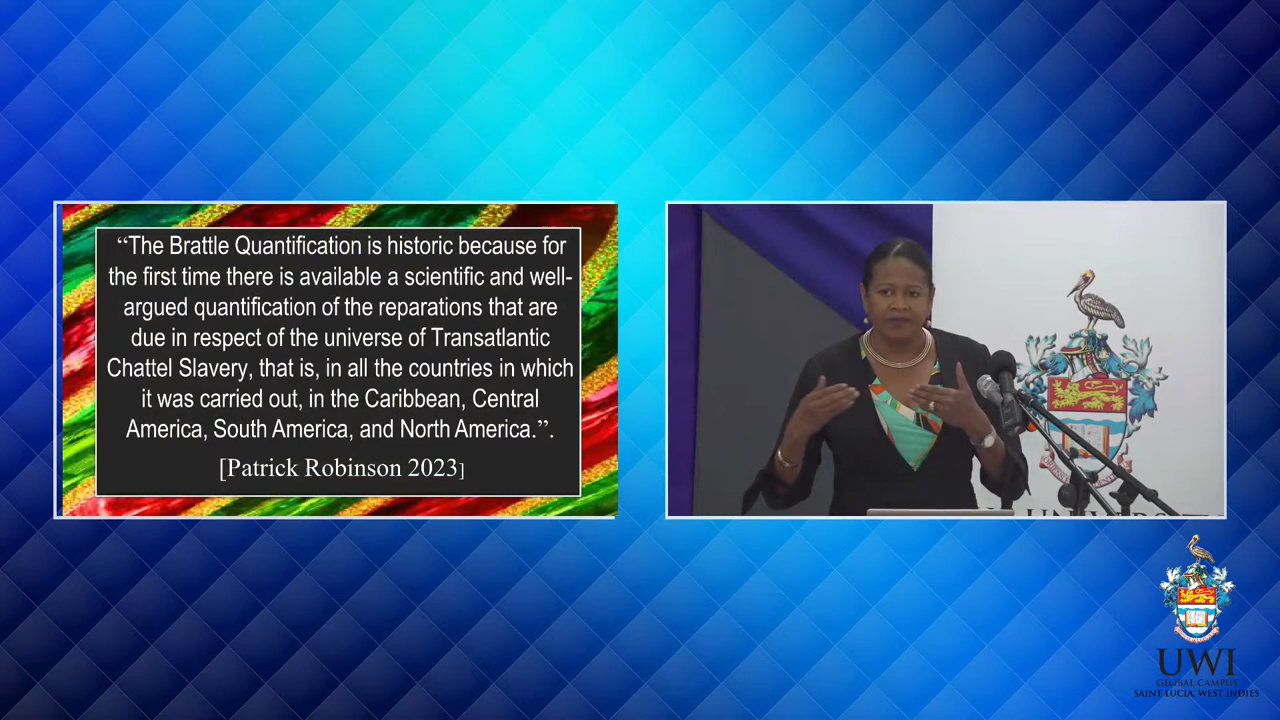 “The Brattle Quantification is historic because for
the first time there is available a scientific and well-
argued quantification of the reparations that are
due in respect of the universe of Transatlantic
Chattel Slavery, that is, in all the countries in which
it was carried out, in the Caribbean, Central
America, South America, and North America.”.
[Patrick Robinson 2023]
UWI
GLOBAL CAMPUS
SAINT LUCIA, WEST INDIES